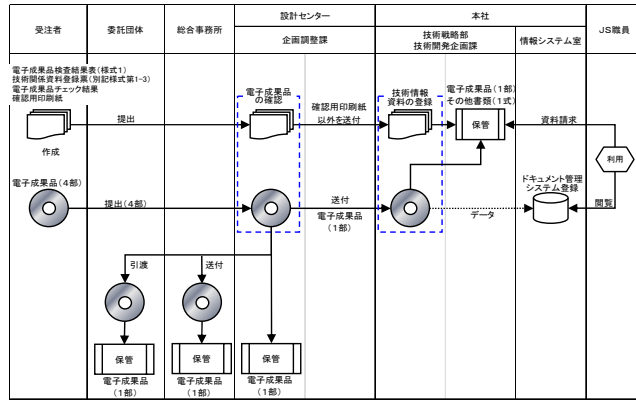 受注者
委託団体
総合事務所
設計センター
企画調整課
本社
技術戦略部
技術開発企画課
情報システム室
JS職員
電子成果品検査結果表(様式1)
技術関係資料登録票(別記様式第1-3)
電子成果品チェック結果
確認用印刷紙
作成
提出
電子成果品
の確認
確認用印刷紙
以外を送付
技術情報
資料の登録
電子成果品(1部)
その他書類(1式)
保管
資料請求
利用
電子成果品(4部)
提出(4部)
送付
電子成果品
(1部)
データ
ドキュメント管理
システム登録
閲覧
引渡
送付
保管
保管
保管
電子成果品
(1部)
電子成果品
(1部)
電子成果品
(1部)